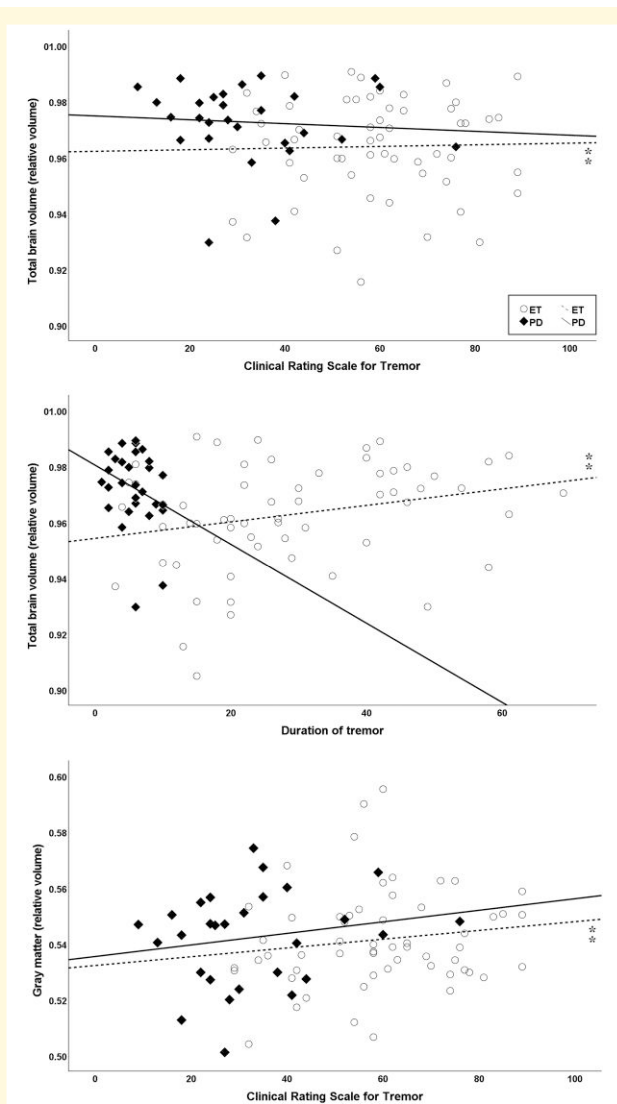 01.00
0.98
0.96
0.94
0.92
0.90
Total brain volume (relative volume)
**
ET ET
PD PD
0 20 40 60 80 100
Clinical Rating Scale for Tremor
01.00
0.98
0.96
0.94
0.92
0.90
Total brain volume (relative volume)
**
0 20 40 60
Duration of tremor
0.60
0.58
0.56
0.54
0.52
0.50
Gray matter (relative volume)
**
0 20 40 60 80 100
Clinical Rating Scale for Tremor